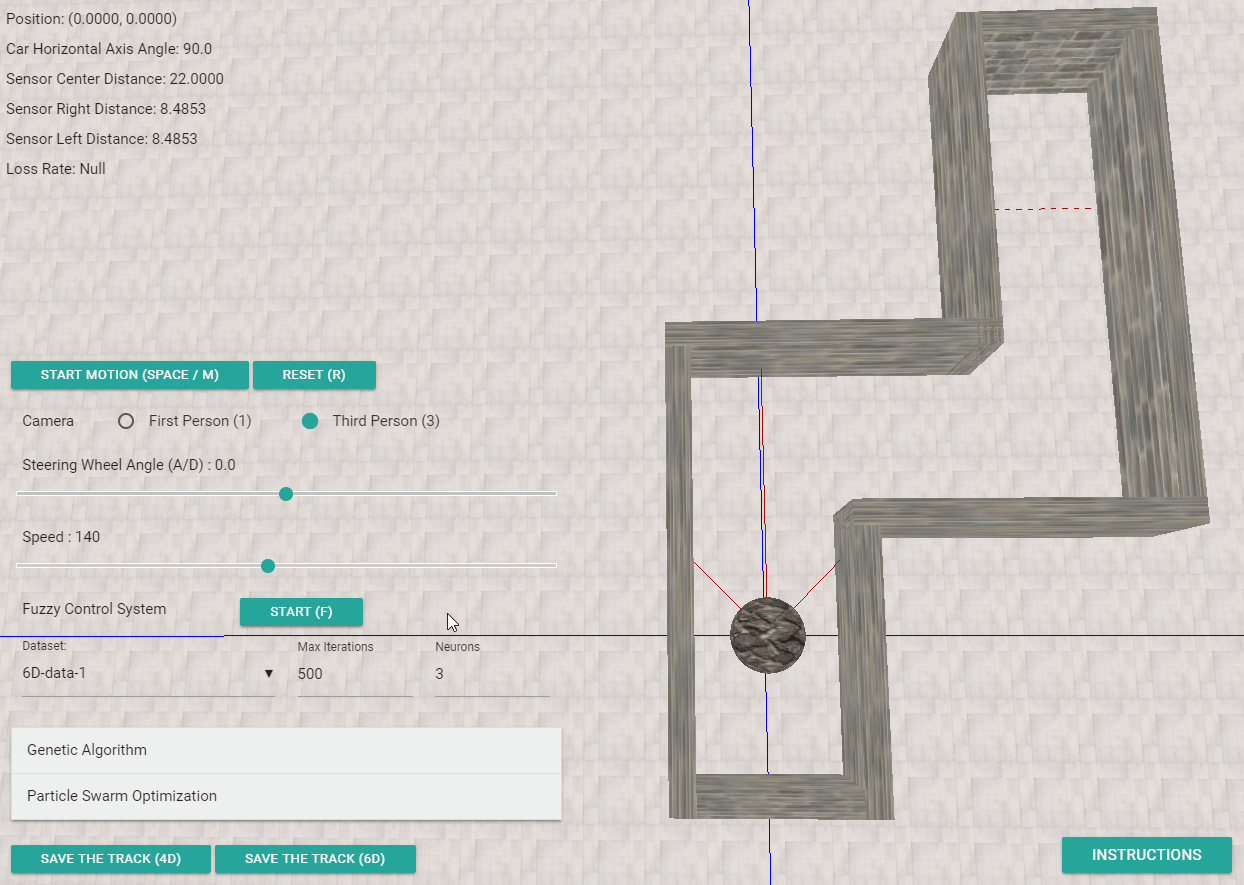 Position: (0.0000, 0.0000)
Car Horizontal Axis Angle: 90.0
Sensor Center Distance: 22.0000
Sensor Right Distance: 8.4853
Sensor Left Distance: 8.4853
Loss Rate: Null
START MOTION (SPACE / M) RESET (R)
Camera First Person (1) Third Person (3)
Steering Wheel Angle (A/D) : 0.0
Speed : 140
Fuzzy Control System START (F)
Dataset: Max Iterations Neurons
6D-data-1 500 3
Genetic Algorithm
Particle Swarm Optimization
SAVE THE TRACK (4D) SAVE THE TRACK (6D) INSTRUCTIONS